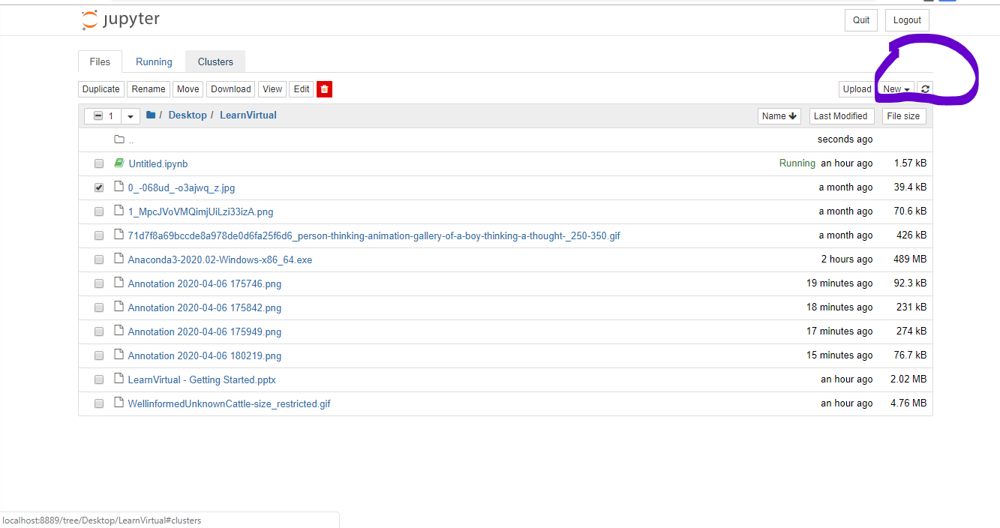 jupyter Quit Logout
Files Running Clusters
Duplicate Rename Move Download View Edit Upload New
1 / Desktop / LearnVirtual Name Last Modified File size
.. seconds ago
Untitled.ipynb Running an hour ago 1.57 kB
0_-068ud_-o3ajwq_z.jpg a month ago 39.4 kB
1_MpcJVoVMQimjUiLzi33izA.png a month ago 70.6 kB
71d7f8a69bccde8a978de0d6fa25f6d6_person-thinking-animation-gallery-of-a-boy-thinking-a-thought-_250-350.gif a month ago 426 kB
Anaconda3-2020.02-Windows-x86_64.exe 2 hours ago 489 MB
Annotation 2020-04-06 175746.png 19 minutes ago 92.3 kB
Annotation 2020-04-06 175842.png 18 minutes ago 231 kB
Annotation 2020-04-06 175949.png 17 minutes ago 274 kB
Annotation 2020-04-06 180219.png 15 minutes ago 76.7 kB
LearnVirtual - Getting Started.pptx an hour ago 2.02 MB
WellinformedUnknownCattle-size_restricted.gif an hour ago 4.76 MB
localhost:8889/tree/Desktop/LearnVirtual#clusters